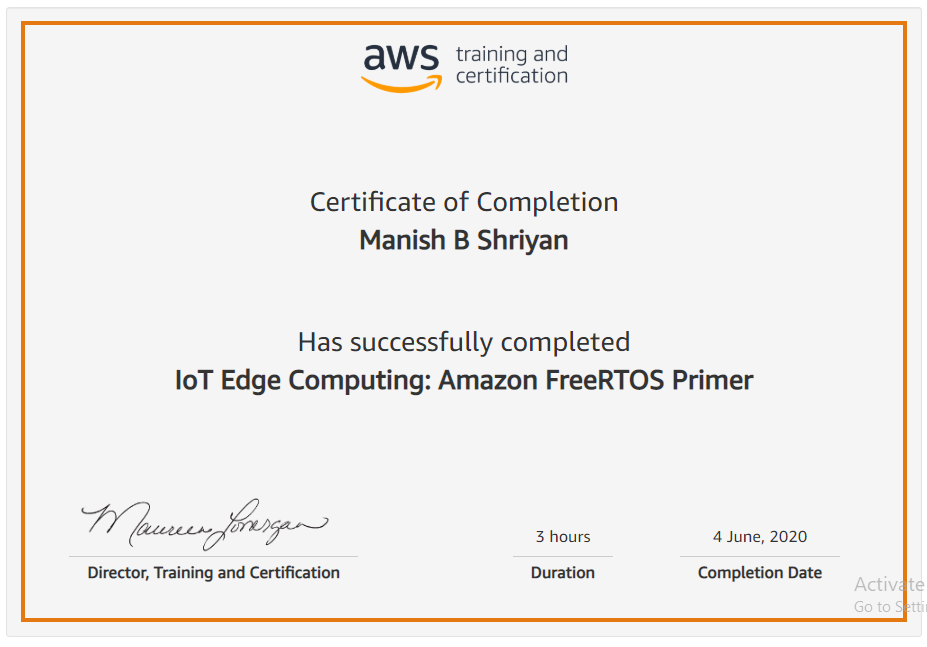 aws training and
certification
Certificate of Completion
Manish B Shriyan
Has successfully completed
IoT Edge Computing: Amazon FreeRTOS Primer
Maureen Lonergan
3 hours
4 June, 2020
Director, Training and Certification
Duration
Completion Date
Activate
Go to Setti